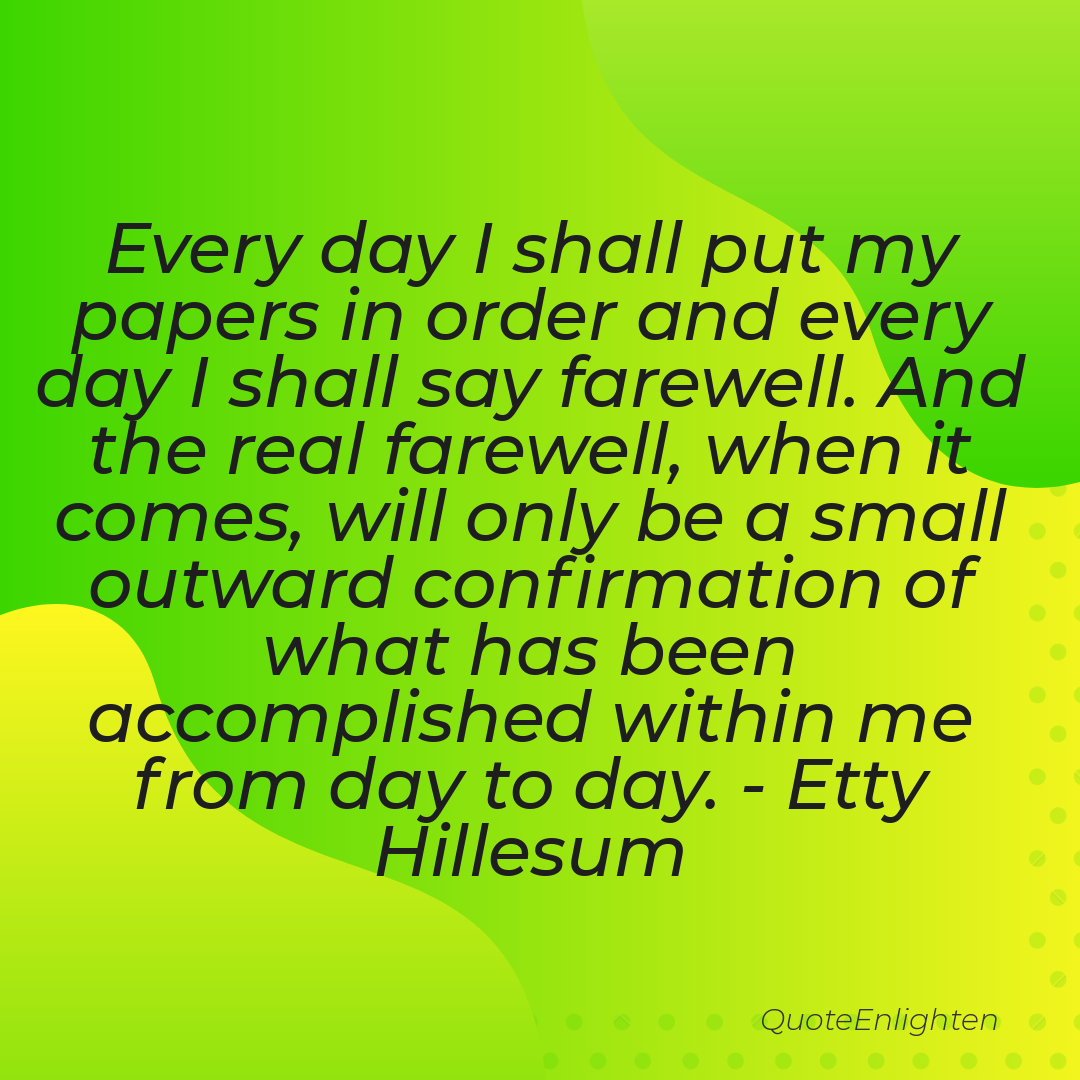 Every day I shall put my
papers in order and every
day I shall say farewell. And
the real farewell, when it
comes, will only be a small
outward confirmation of
what has been
accomplished within me
from day to day. - Etty
Hillesum
QuoteEnlighten